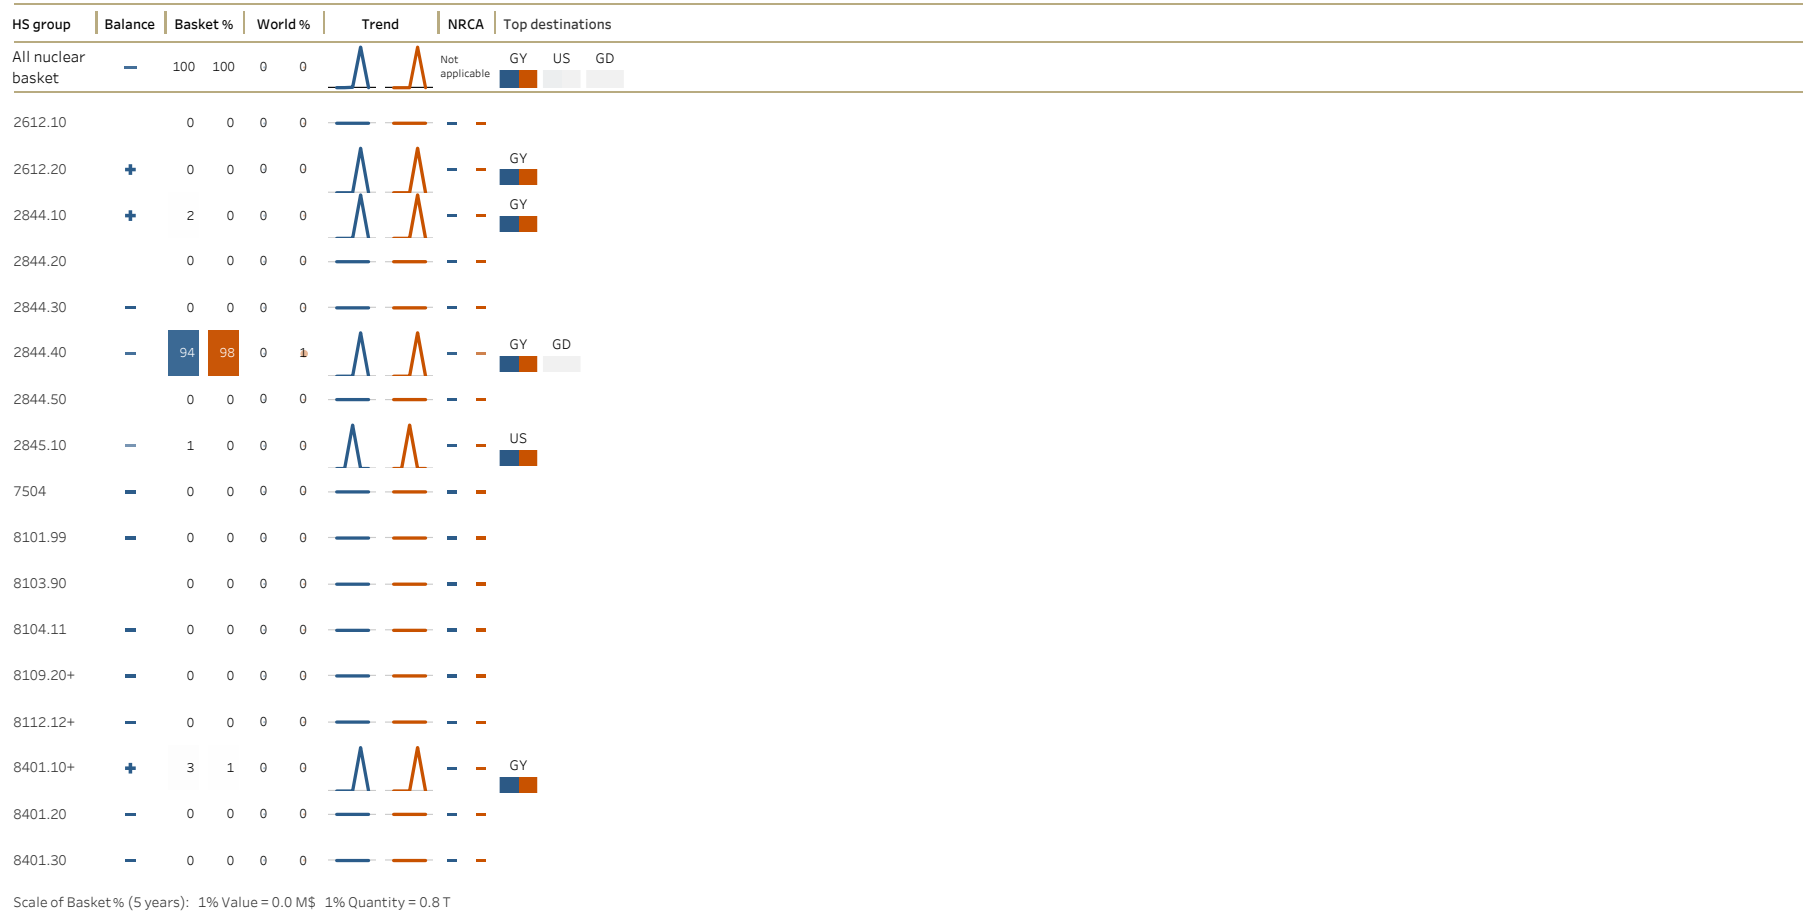 HS group Balance Basket % World % Trend NRCA Top destinations
All nuclear basket 100 100 0 0 Not applicable GY US GD
2612.10 0 0 0 0
2612.20 0 0 0 0 GY
2844.10 2 0 0 0 GY
2844.20 0 0 0 0
2844.30 0 0 0 0
2844.40 94 98 0 1 GY GD
2844.50 0 0 0 0
2845.10 1 0 0 0 US
7504 0 0 0 0
8101.99 0 0 0 0
8103.90 0 0 0 0
8104.11 0 0 0 0
8109.20+ 0 0 0 0
8112.12+ 0 0 0 0
8401.10+ 3 1 0 0 GY
8401.20 0 0 0 0
8401.30 0 0 0 0
Scale of Basket% (5 years): 1% Value = 0.0 M$ 1% Quantity = 0.8 T